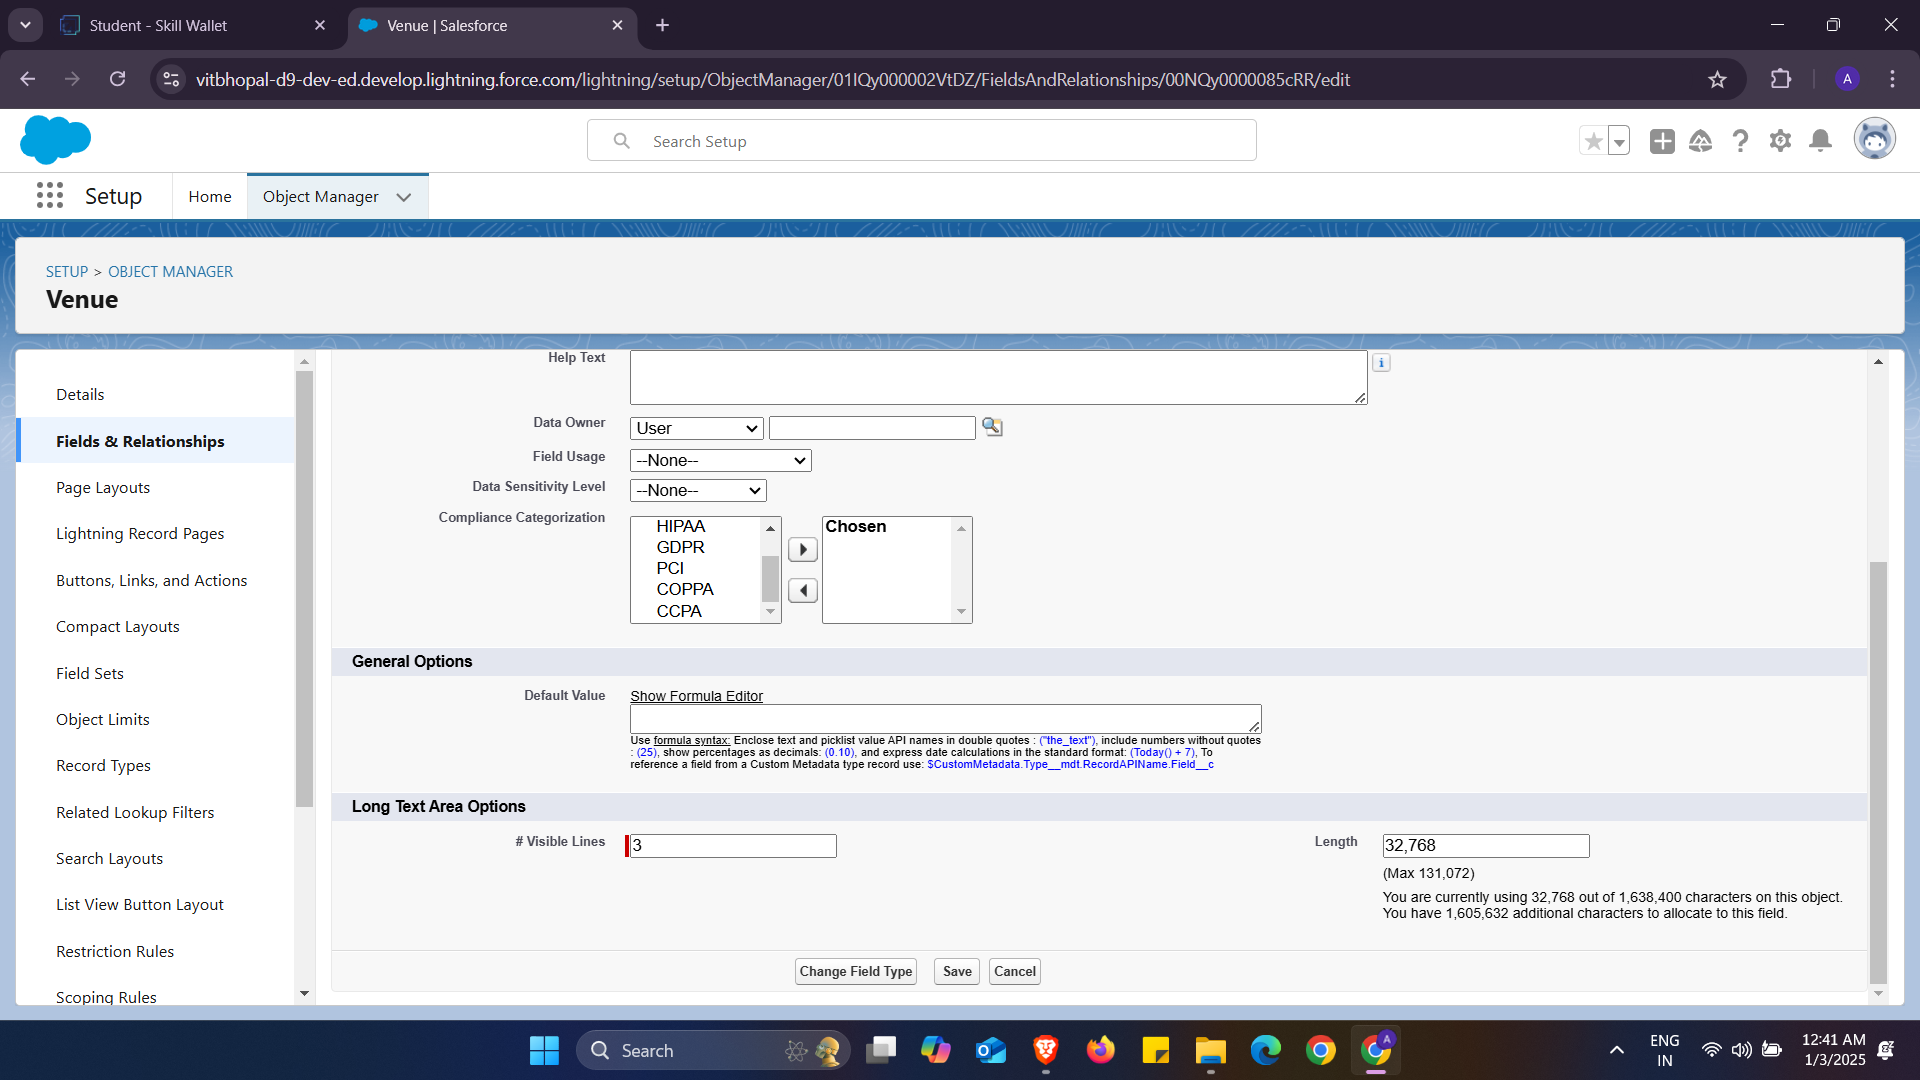 Student - Skill Wallet
Venue | Salesforce
vitbhopal-d9-dev-ed.develop.lightning.force.com/lightning/setup/ObjectManager/01IQy000002VtDZ/FieldsAndRelationships/00NQy0000085cRR/edit
A
Search Setup
Setup
Home
Object Manager
SETUP > OBJECT MANAGER
Venue
Details
Fields & Relationships
Page Layouts
Lightning Record Pages
Buttons, Links, and Actions
Compact Layouts
Field Sets
Object Limits
Record Types
Related Lookup Filters
Search Layouts
List View Button Layout
Restriction Rules
Scoping Rules
Help Text
i
Data Owner
User
Field Usage
--None--
Data Sensitivity Level
--None--
Compliance Categorization
HIPAA
GDPR
PCI
COPPA
CCPA
Chosen
General Options
Default Value
Show Formula Editor
Use formula syntax: Enclose text and picklist value API names in double quotes : ("the_text"), include numbers without quotes
: (25), show percentages as decimals: (0.10), and express date calculations in the standard format: (Today() + 7), To
reference a field from a Custom Metadata type record use: $CustomMetadata.Type__mdt.RecordAPIName.Field__c
Long Text Area Options
# Visible Lines
3
Length
32,768
(Max 131,072)
You are currently using 32,768 out of 1,638,400 characters on this object.
You have 1,605,632 additional characters to allocate to this field.
Change Field Type
Save
Cancel
Search
A
ENG
IN
12:41 AM
1/3/2025